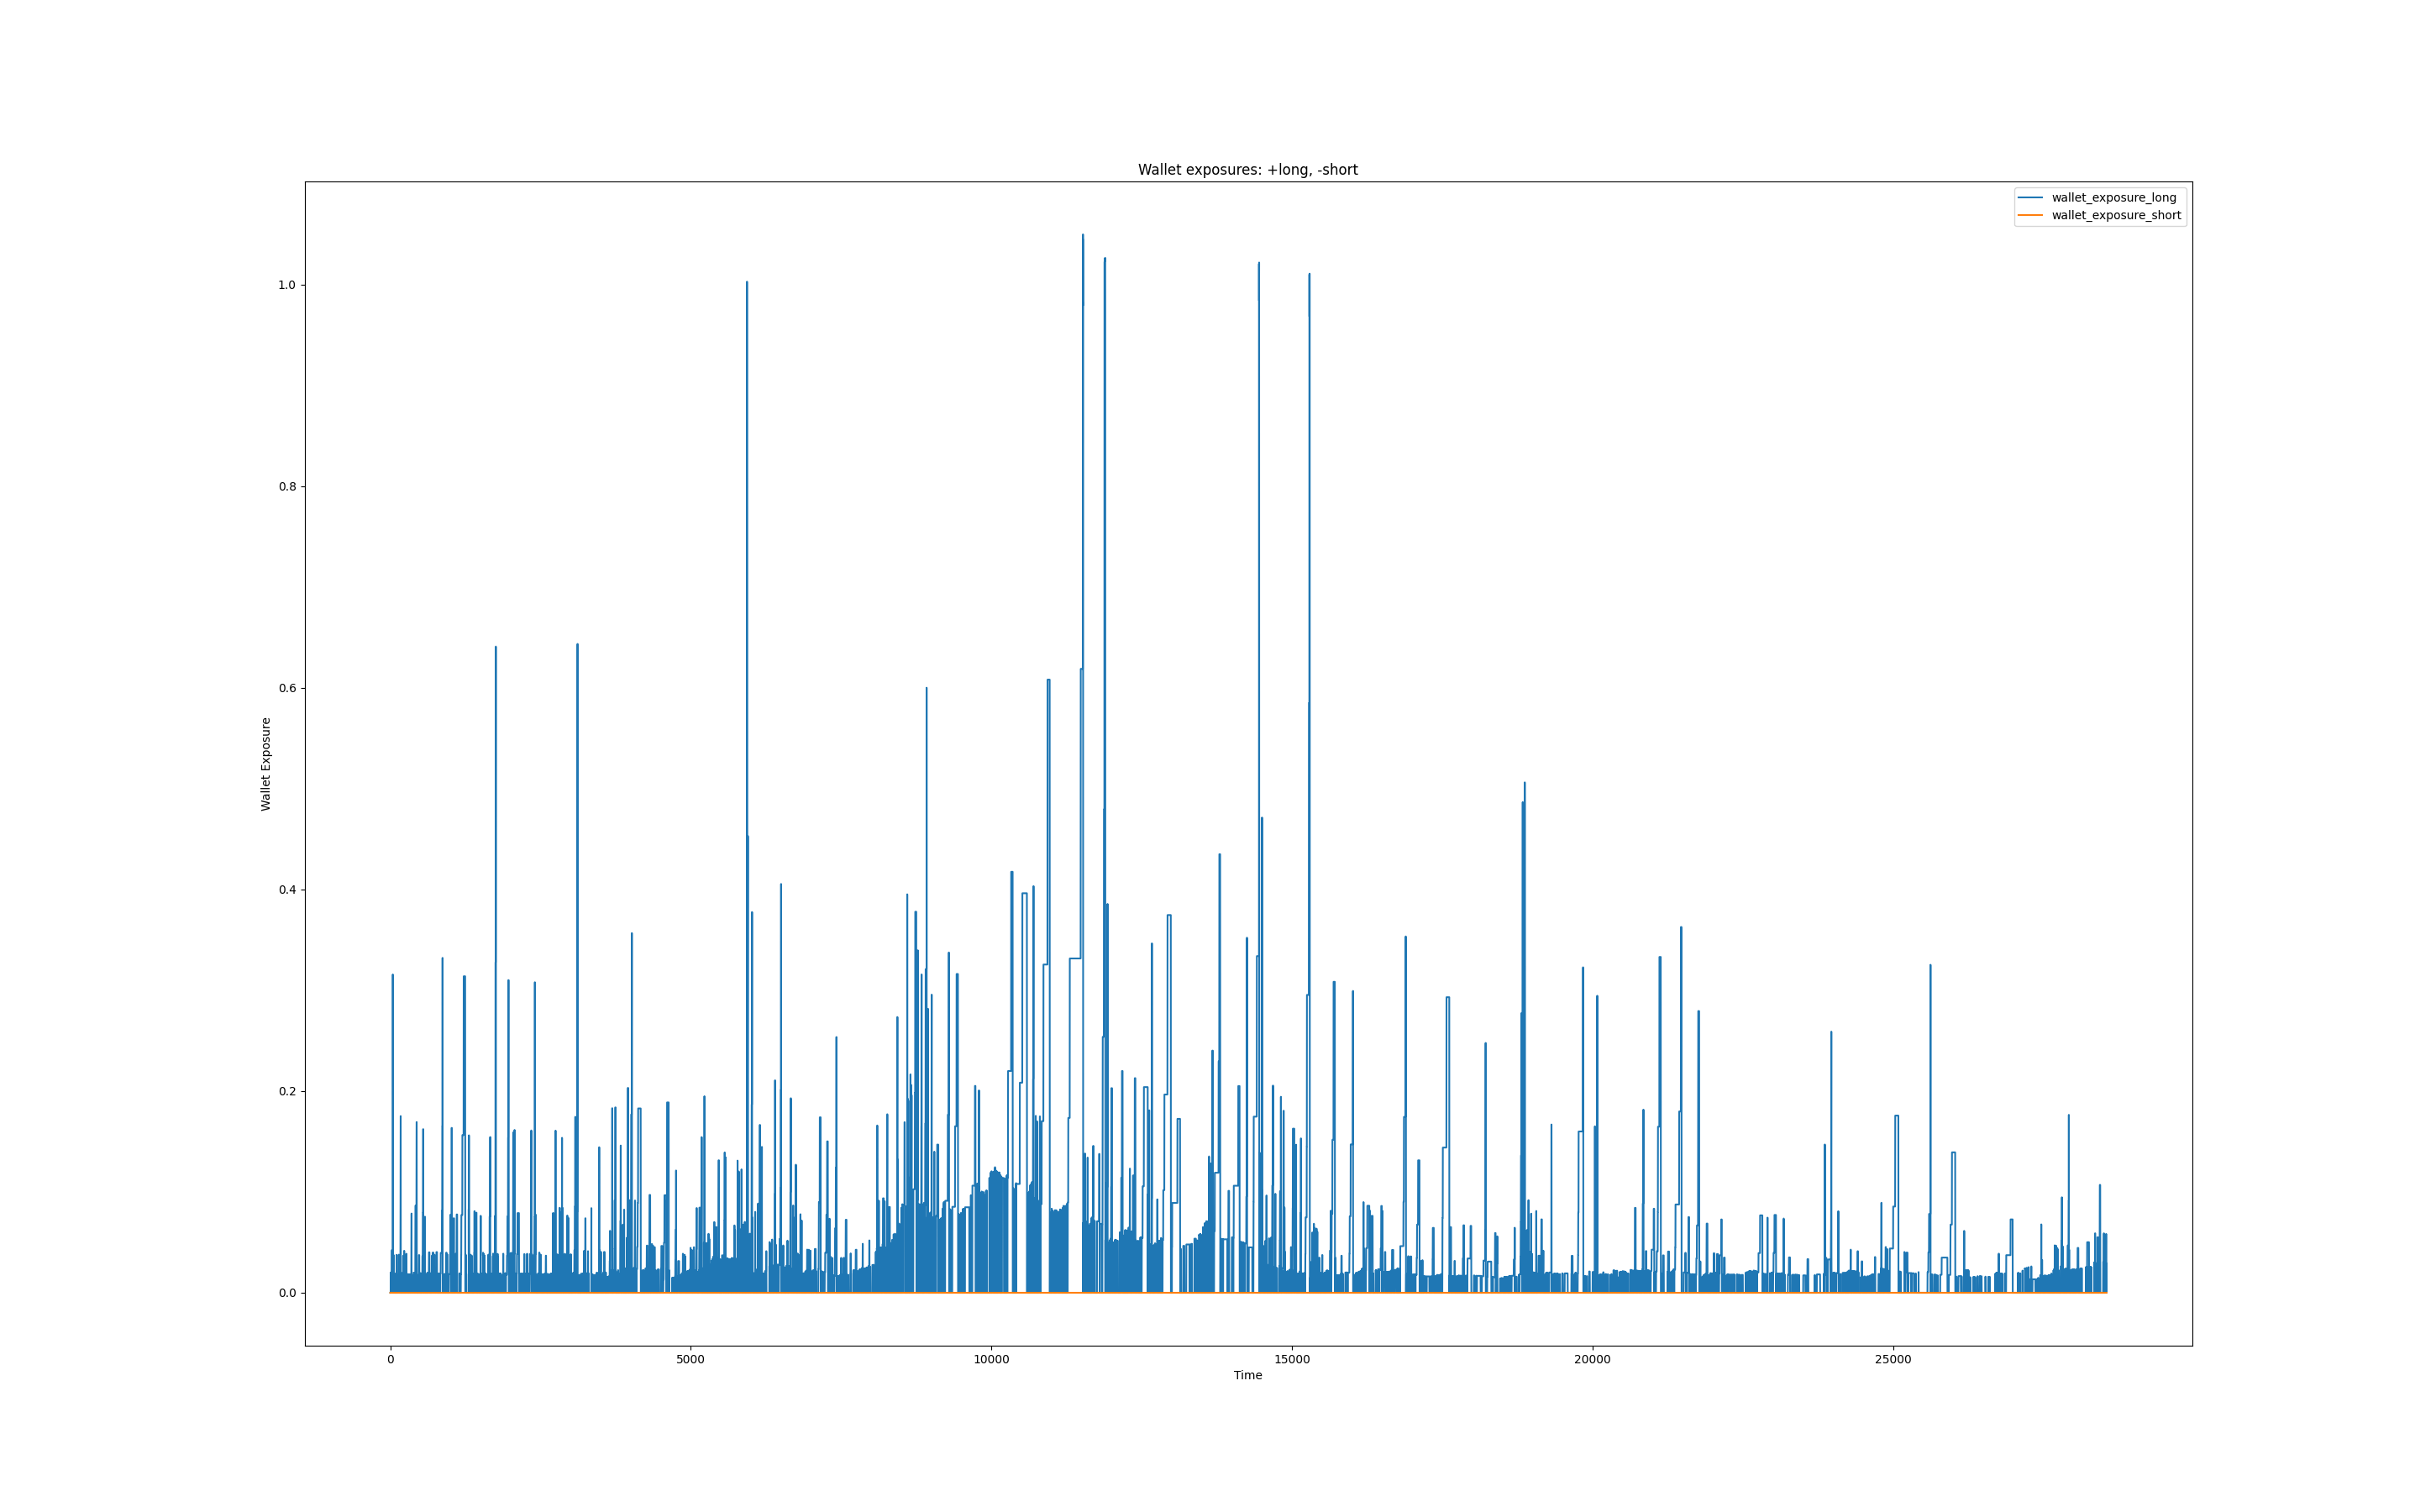 Wallet exposures: +long, -short
wallet_exposure_long
wallet_exposure_short
1.0
0.8
0.6
0.4
0.2
0.0
Wallet Exposure
0 5000 10000 15000 20000 25000
Time